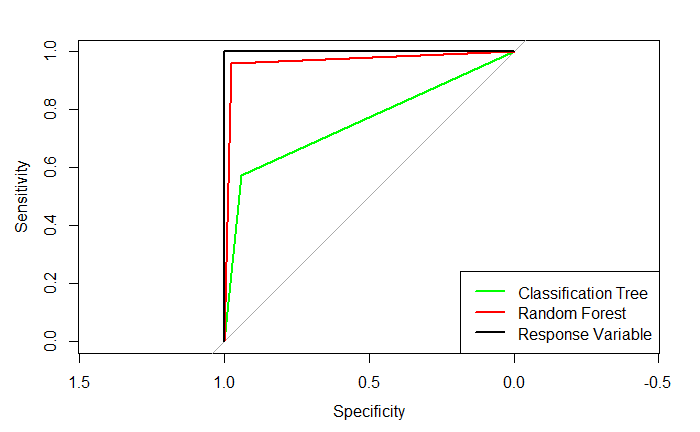 1.0
0.8
0.6
0.4
0.2
0.0
Sensitivity
Classification Tree
Random Forest
Response Variable
1.5
1.0
0.5
0.0
-0.5
Specificity